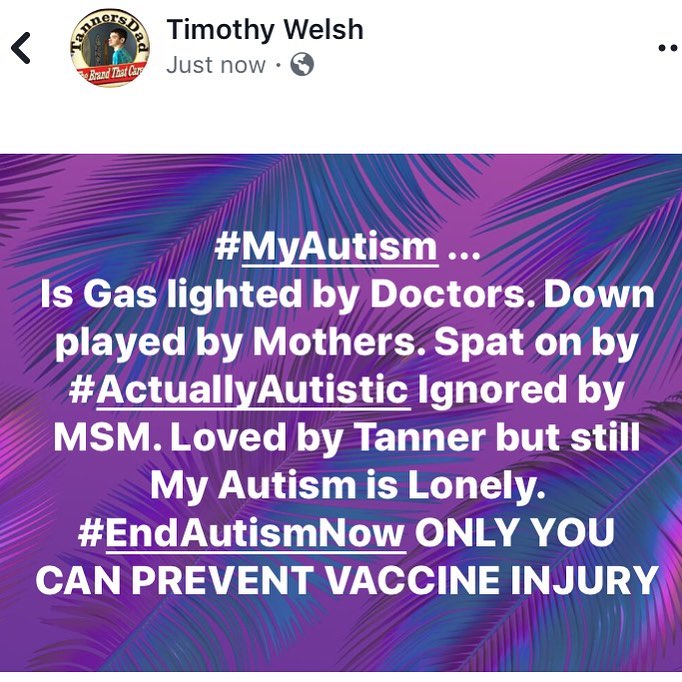 Timothy Welsh
Just now ·
TannersDad
Brand That
#MyAutism ...
Is Gas lighted by Doctors. Down
played by Mothers. Spat on by
#ActuallyAutistic Ignored by
MSM. Loved by Tanner but still
My Autism is Lonely.
#EndAutismNow ONLY YOU
CAN PREVENT VACCINE INJURY